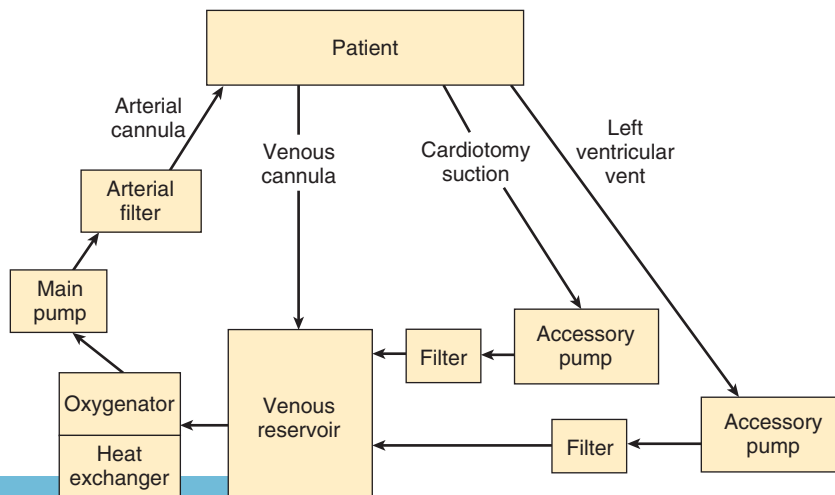 Patient
Arterial
cannula
Venous
cannula
Cardiotomy
suction
Left
ventricular
vent
Arterial
filter
Main
pump
Filter
Accessory
pump
Oxygenator
Heat
exchanger
Venous
reservoir
Filter
Accessory
pump